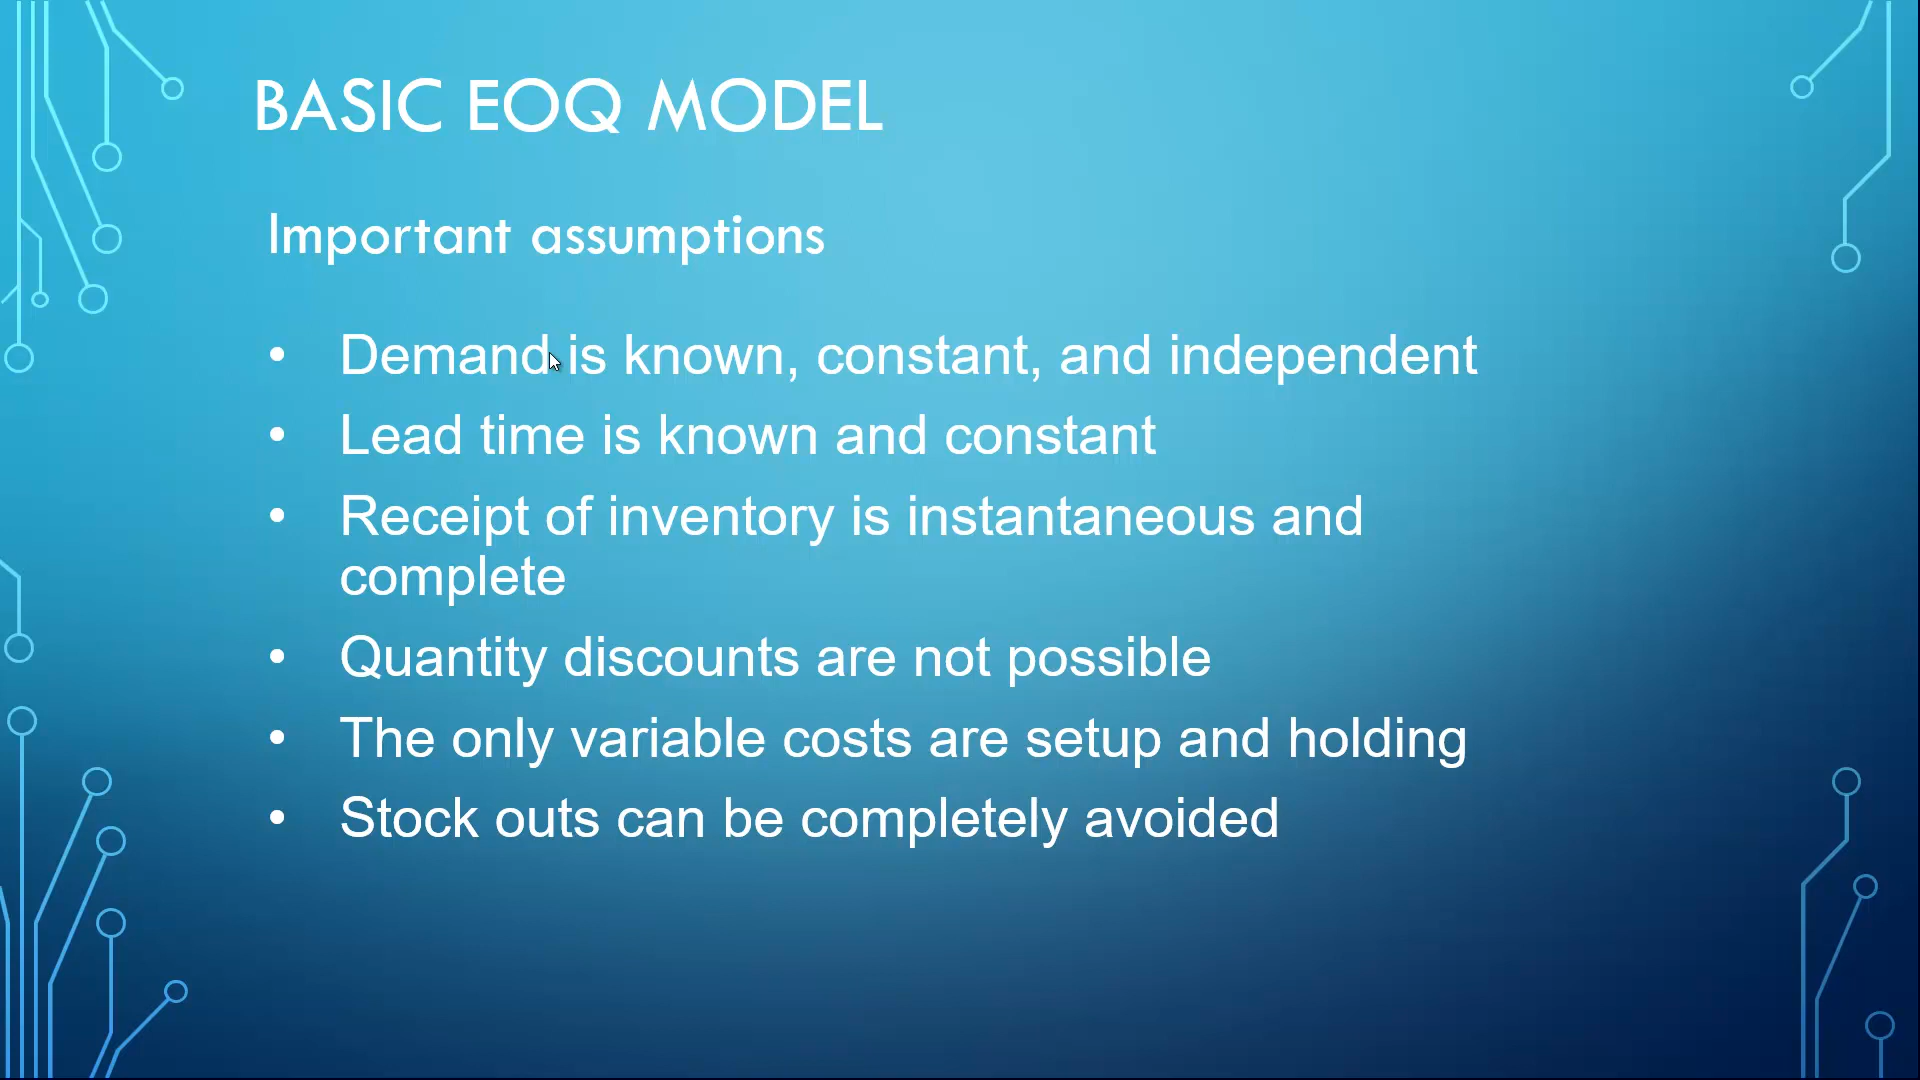 BASIC EOQ MODEL
Important assumptions
• Demand is known, constant, and independent
• Lead time is known and constant
• Receipt of inventory is instantaneous and
complete
• Quantity discounts are not possible
• The only variable costs are setup and holding
• Stock outs can be completely avoided